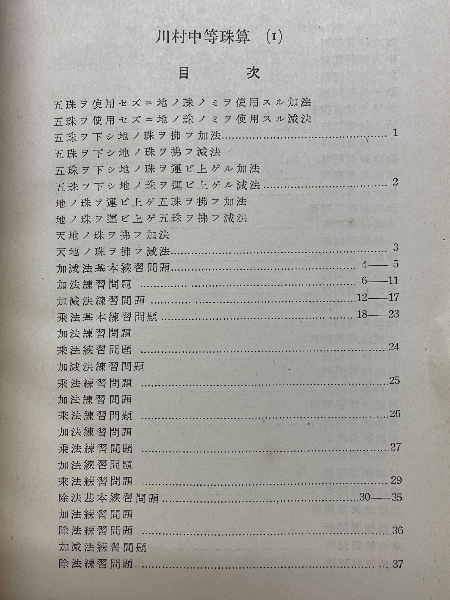 川村中等珠算 (1)
目次
五珠ヲ使用セズニ地ノ珠ノミヲ使用スル加法
五珠ヲ使用セズニ地ノ珠ノミヲ使用スル減法
五珠ヲ下シ地ノ珠ヲ拂フ加法……………………1
五珠ヲ下シ地ノ珠ヲ拂フ減法
五珠ヲ下シ地ノ珠ヲ運ビ上ゲル加法
五珠ヲ下シ地ノ珠ヲ運ビ上ゲル減法……………………2
地ノ珠ヲ運ビ上ゲ五珠ヲ拂フ加法
地ノ珠ヲ運ビ上ゲ五珠ヲ拂フ減法
天地ノ珠ヲ拂フ加法
天地ノ珠ヲ拂フ減法……………………3
加減法基本練習問題……………………4——5
加法練習問題……………………6——11
加減法練習問題……………………12——17
乘法基本練習問題……………………18——23
加法練習問題
乘法練習問題……………………24
加減法練習問題
乘法練習問題……………………25
加法練習問題
乘法練習問題……………………26
加法練習問題
乘法練習問題……………………27
加法練習問題
乘法練習問題……………………29
除法基本練習問題……………………30——35
加法練習問題
除法練習問題……………………36
加減法練習問題
除法練習問題……………………37